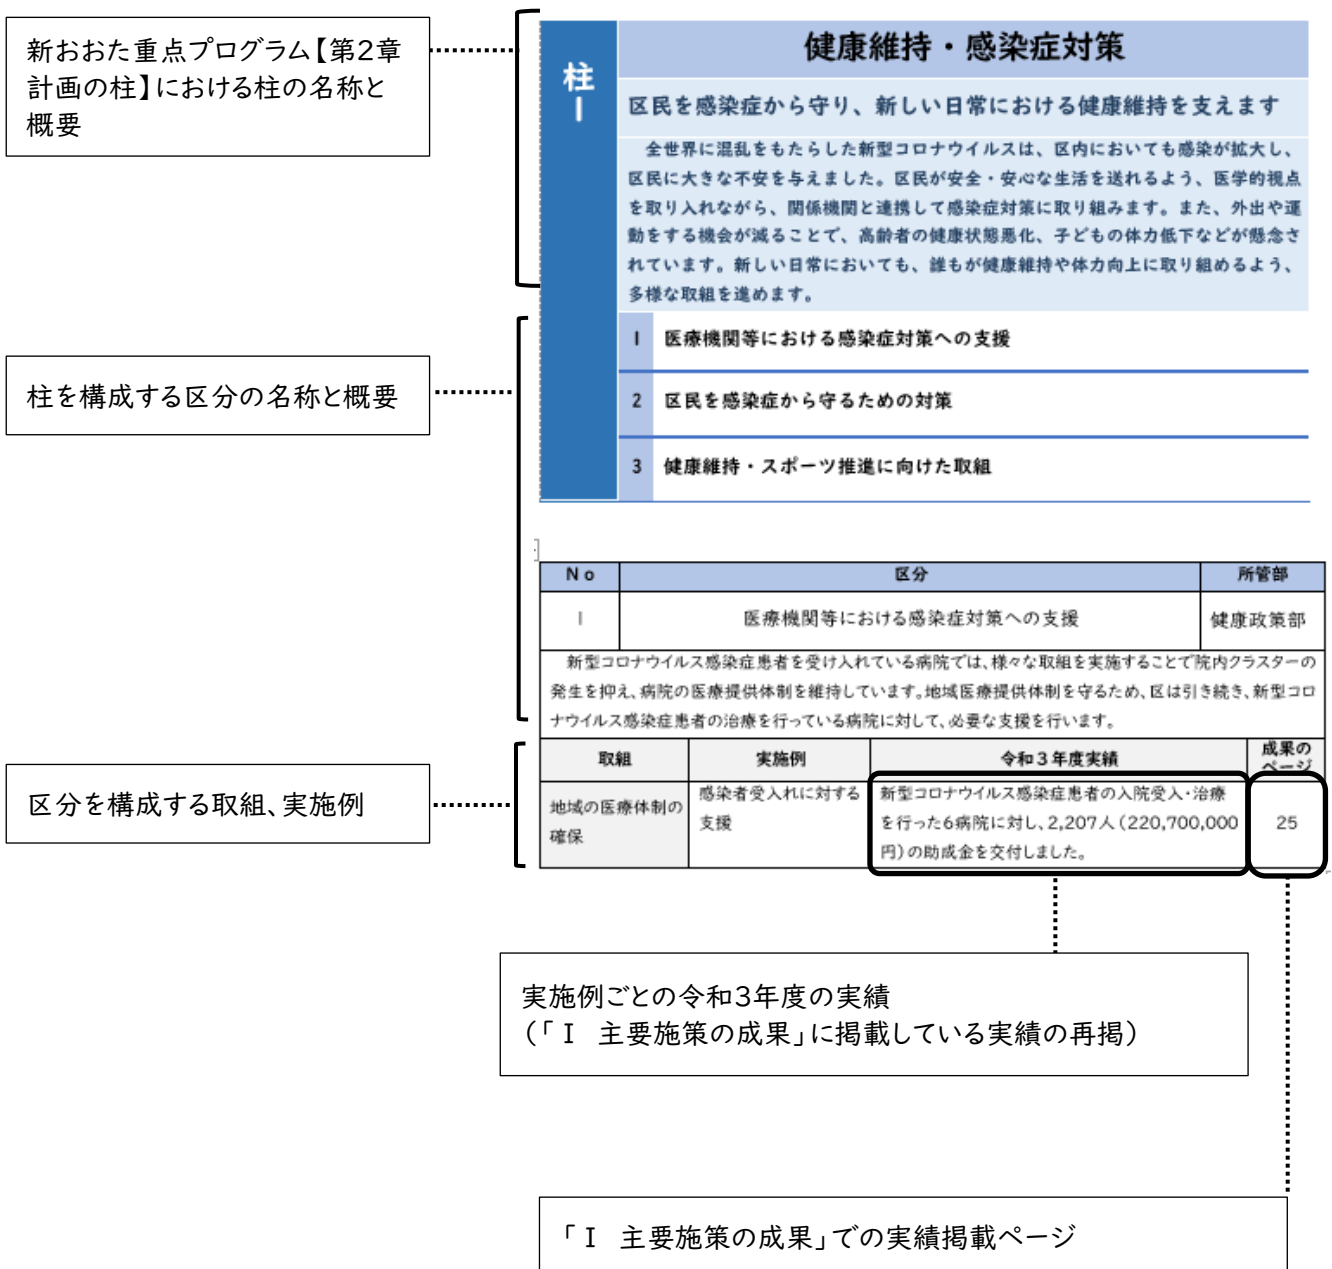 新おおた重点プログラム【第2章
計画の柱】における柱の名称と
概要
柱
1
健康維持・感染症対策
区民を感染症から守り、新しい日常における健康維持を支えます
全世界に混乱をもたらした新型コロナウイルスは、区内においても感染が拡大し、
区民に大きな不安を与えました。区民が安全・安心な生活を送れるよう、医学的視点
を取り入れながら、関係機関と連携して感染症対策に取り組みます。また、外出や運
動をする機会が減ることで、高齢者の健康状態悪化、子どもの体力低下などが懸念さ
れています。新しい日常においても、誰もが健康維持や体力向上に取り組めるよう、
多様な取組を進めます。
柱を構成する区分の名称と概要
1 医療機関等における感染症対策への支援
2 区民を感染症から守るための対策
3 健康維持・スポーツ推進に向けた取組
No 区分 所管部
1 医療機関等における感染症対策への支援 健康政策部
新型コロナウイルス感染症患者を受け入れている病院では、様々な取組を実施することで院内クラスターの
発生を抑え、病院の医療提供体制を維持しています。地域医療提供体制を守るため、区は引き続き、新型コロ
ナウイルス感染症患者の治療を行っている病院に対して、必要な支援を行います。
区分を構成する取組、実施例
取組 実施例 令和3年度実績 成果の
ページ
地域の医療体制の
確保
感染者受入れに対する
支援
新型コロナウイルス感染症患者の入院受入・治療
を行った6病院に対し、2,207人(220,700,000
円)の助成金を交付しました。
25
実施例ごとの令和3年度の実績
(「Ⅰ 主要施策の成果」に掲載している実績の再掲)
「Ⅰ 主要施策の成果」での実績掲載ページ